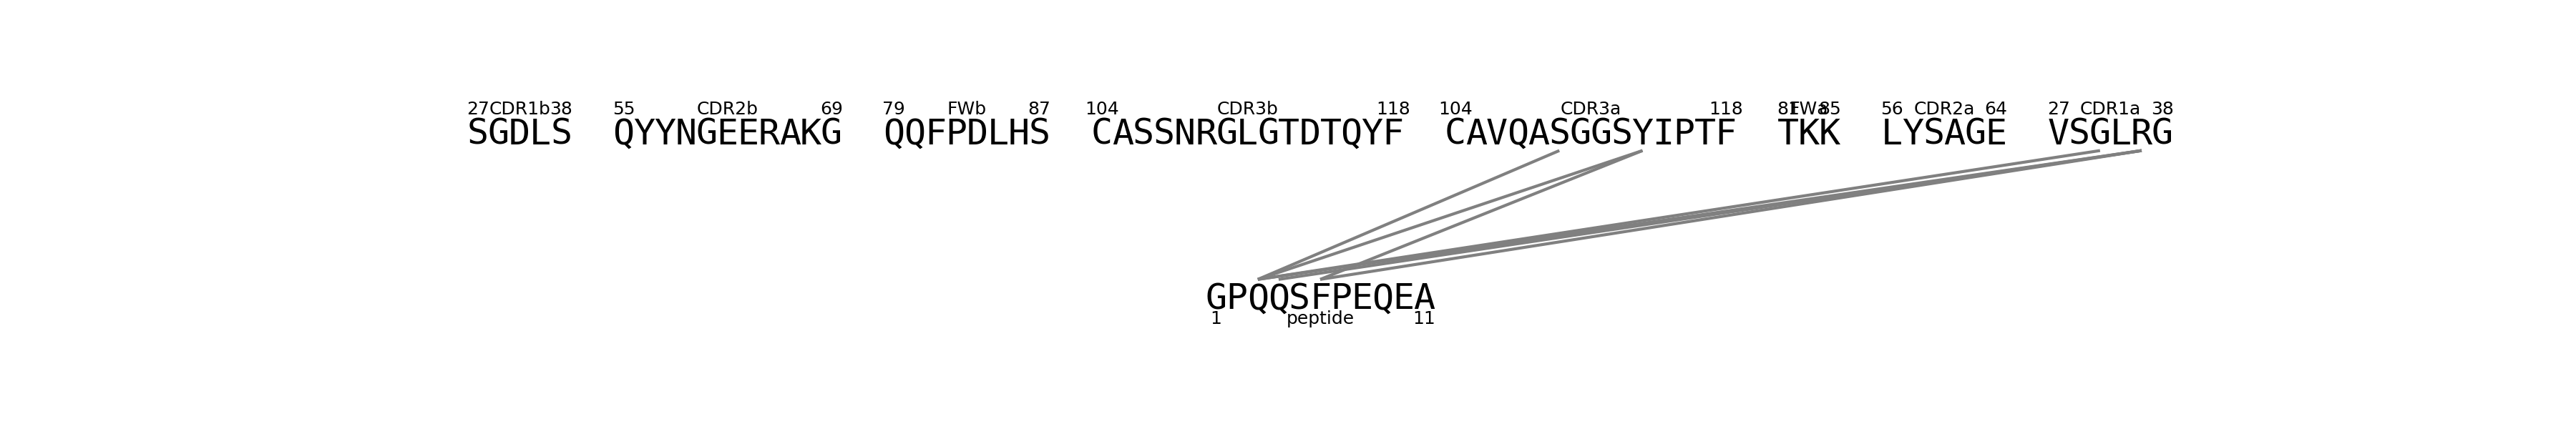 27CDR1b38 55 CDR2b 69 79 FWb 87 104 CDR3b 118 104 CDR3a 118 81FWa85 56 CDR2a 64 27 CDR1a 38
SGDLS QYYNGEERAKG QQFPDLHS CASSNRGLGTDTQYF CAVQASGGSYIPTF TKK LYSAGE VSGLRG
GPQQSFPEQEA
1 peptide 11